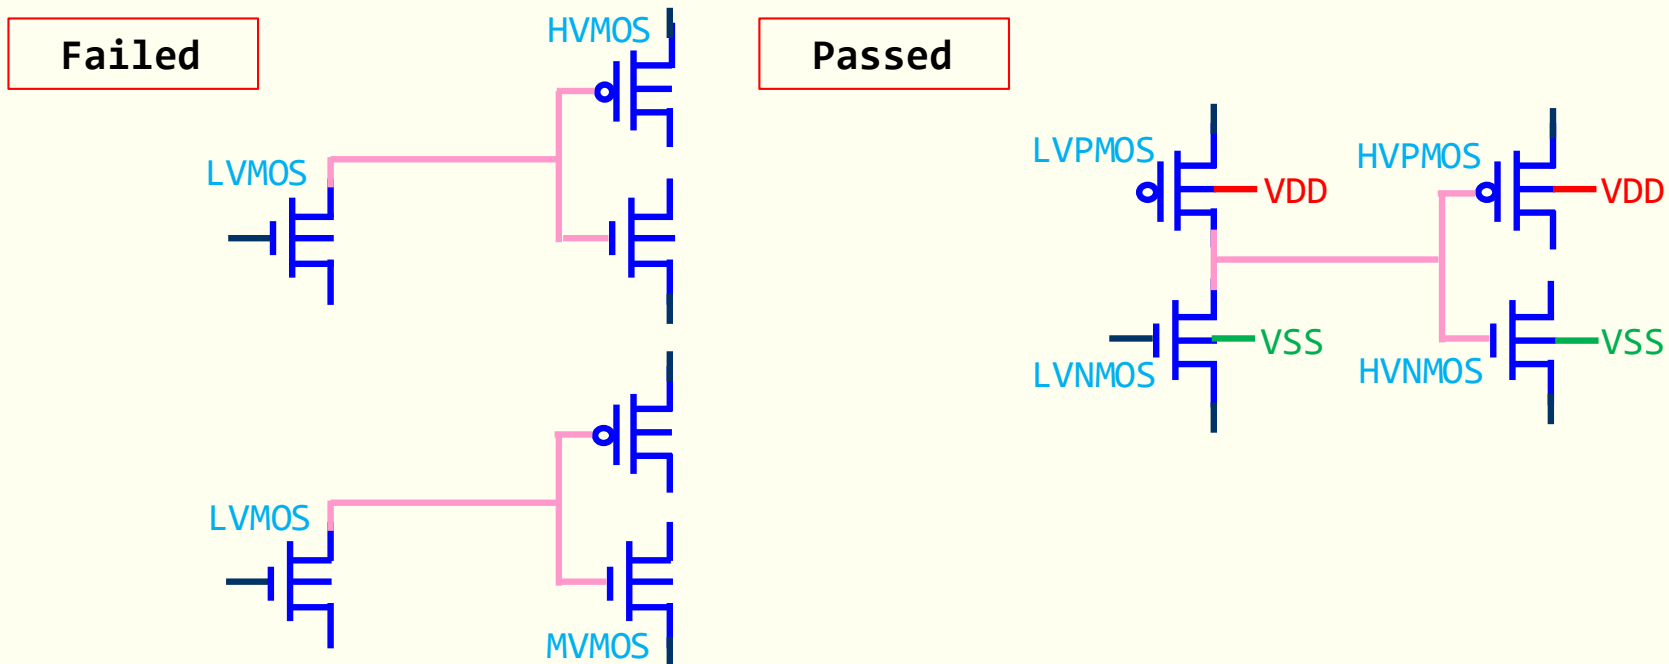 Failed
HVMOS
LVMOS
LVMOS
MVMOS
Passed
LVPMOS
VDD
HVPMOS
VDD
LVNMOS
VSS
HVNMOS
VSS